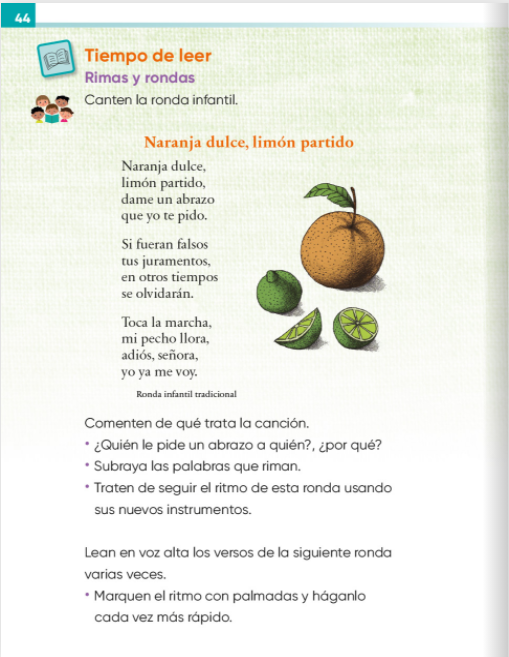 44
Tiempo de leer
Rimas y rondas
Canten la ronda infantil.
Naranja dulce, limón partido
Naranja dulce,
limón partido,
dame un abrazo
que yo te pido.
Si fueran falsos
tus juramentos,
en otros tiempos
se olvidarán.
Toca la marcha,
mi pecho llora,
adiós, señora,
yo ya me voy.
Ronda infantil tradicional
Comenten de qué trata la canción.
• ¿Quién le pide un abrazo a quién?, ¿por qué?
• Subraya las palabras que riman.
• Traten de seguir el ritmo de esta ronda usando
sus nuevos instrumentos.
Lean en voz alta los versos de la siguiente ronda
varias veces.
• Marquen el ritmo con palmadas y háganlo
cada vez más rápido.